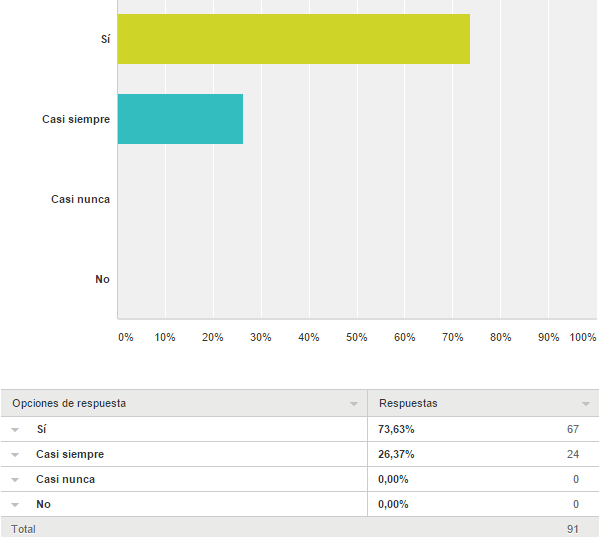 Sí
Casi siempre
Casi nunca
No
0% 10% 20% 30% 40% 50% 60% 70% 80% 90% 100%
Opciones de respuesta Respuestas
Sí 73,63% 67
Casi siempre 26,37% 24
Casi nunca 0,00% 0
No 0,00% 0
Total 91